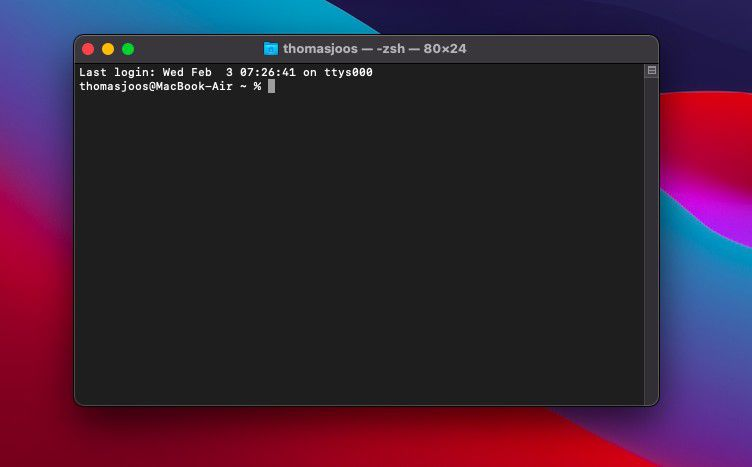 thomasjoos — -zsh — 80×24
Last login: Wed Feb  3 07:26:41 on ttys000
thomasjoos@MacBook-Air ~ %